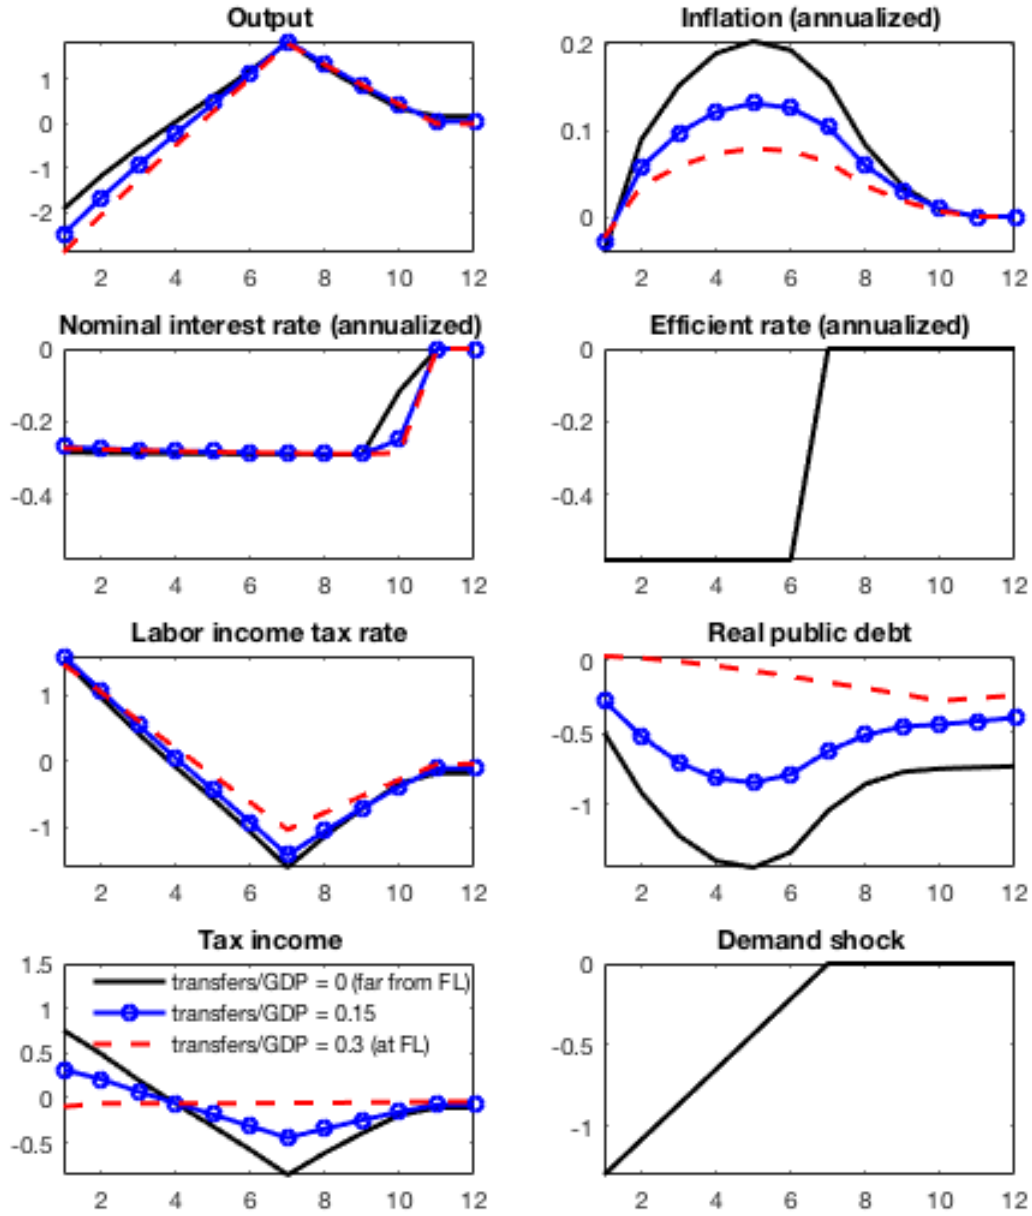 Output
1
0
-1
-2
2 4 6 8 10 12
Inflation (annualized)
0.2
0.1
0
2 4 6 8 10 12
Nominal interest rate (annualized)
0
-0.2
-0.4
2 4 6 8 10 12
Efficient rate (annualized)
0
-0.2
-0.4
2 4 6 8 10 12
Labor income tax rate
1
0
-1
2 4 6 8 10 12
Real public debt
0
-0.5
-1
2 4 6 8 10 12
Tax income
1.5
1
0.5
0
-0.5
transfers/GDP = 0 (far from FL)
transfers/GDP = 0.15
transfers/GDP = 0.3 (at FL)
2 4 6 8 10 12
Demand shock
0
-0.5
-1
2 4 6 8 10 12